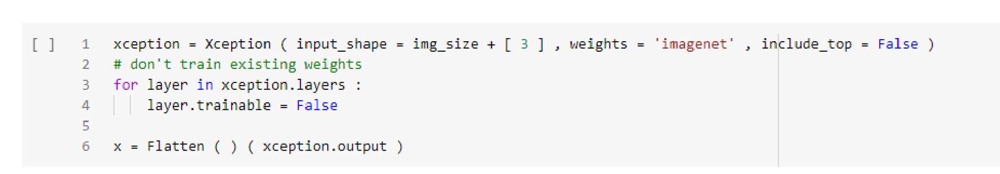 [ ] 1 xception = Xception ( input_shape = img_size + [ 3 ] , weights = 'imagenet' , include_top = False )
2 # don't train existing weights
3 for layer in xception.layers :
4 layer.trainable = False
5
6 x = Flatten ( ) ( xception.output )